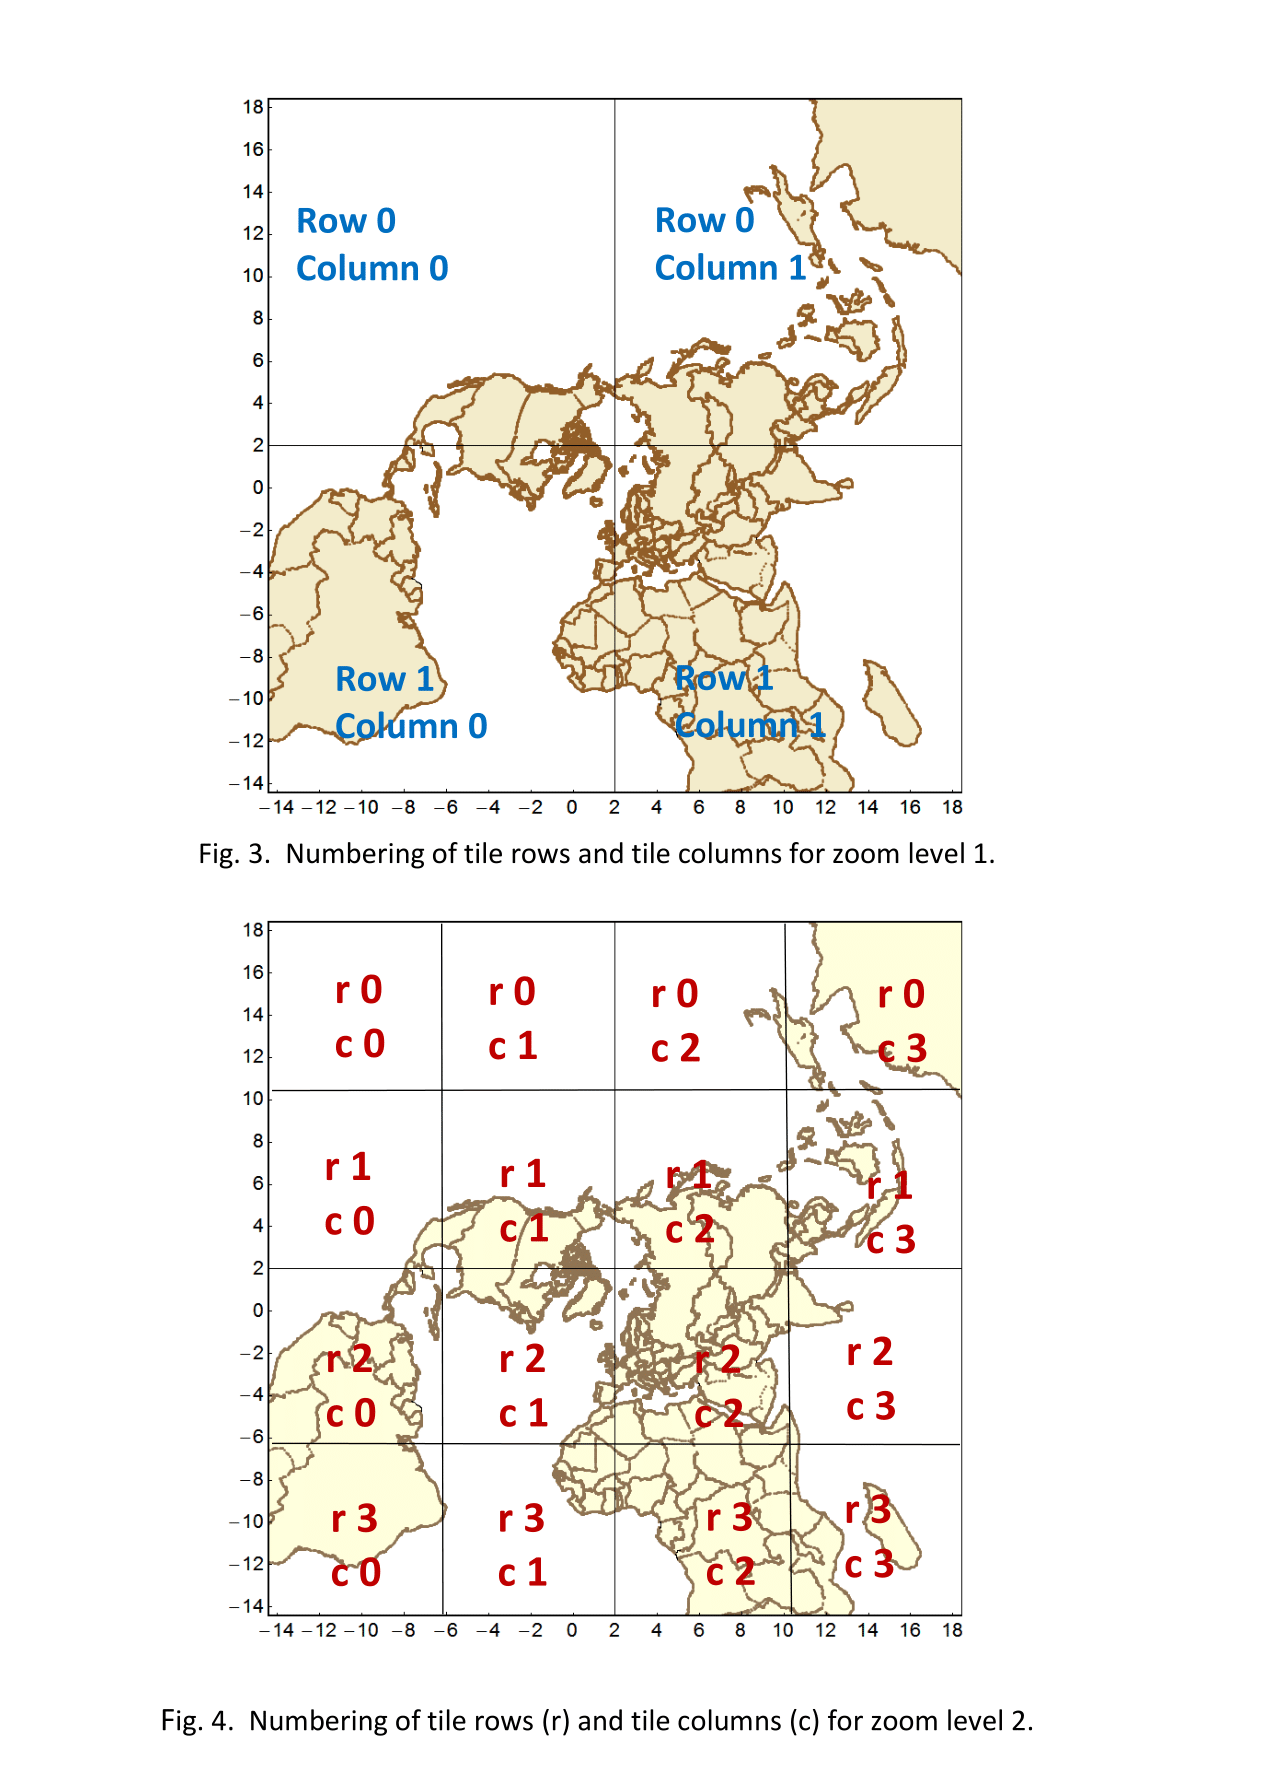 18
16
14
12
10
8
6
4
2
0
−2
−4
−6
−8
−10
−12
−14
Row 0 Row 0
Column 0 Column 1
Row 1 Row 1
Column 0 Column 1
−14 −12 −10 −8 −6 −4 −2 0 2 4 6 8 10 12 14 16 18
Fig. 3. Numbering of tile rows and tile columns for zoom level 1.
18
16
14
12
10
8
6
4
2
0
−2
−4
−6
−8
−10
−12
−14
r 0 r 0 r 0 r 0
c 0 c 1 c 2 c 3
r 1 r 1 r 1 r 1
c 0 c 1 c 2 c 3
r 2 r 2 r 2 r 2
c 0 c 1 c 2 c 3
r 3 r 3 r 3 r 3
c 0 c 1 c 2 c 3
−14 −12 −10 −8 −6 −4 −2 0 2 4 6 8 10 12 14 16 18
Fig. 4. Numbering of tile rows (r) and tile columns (c) for zoom level 2.